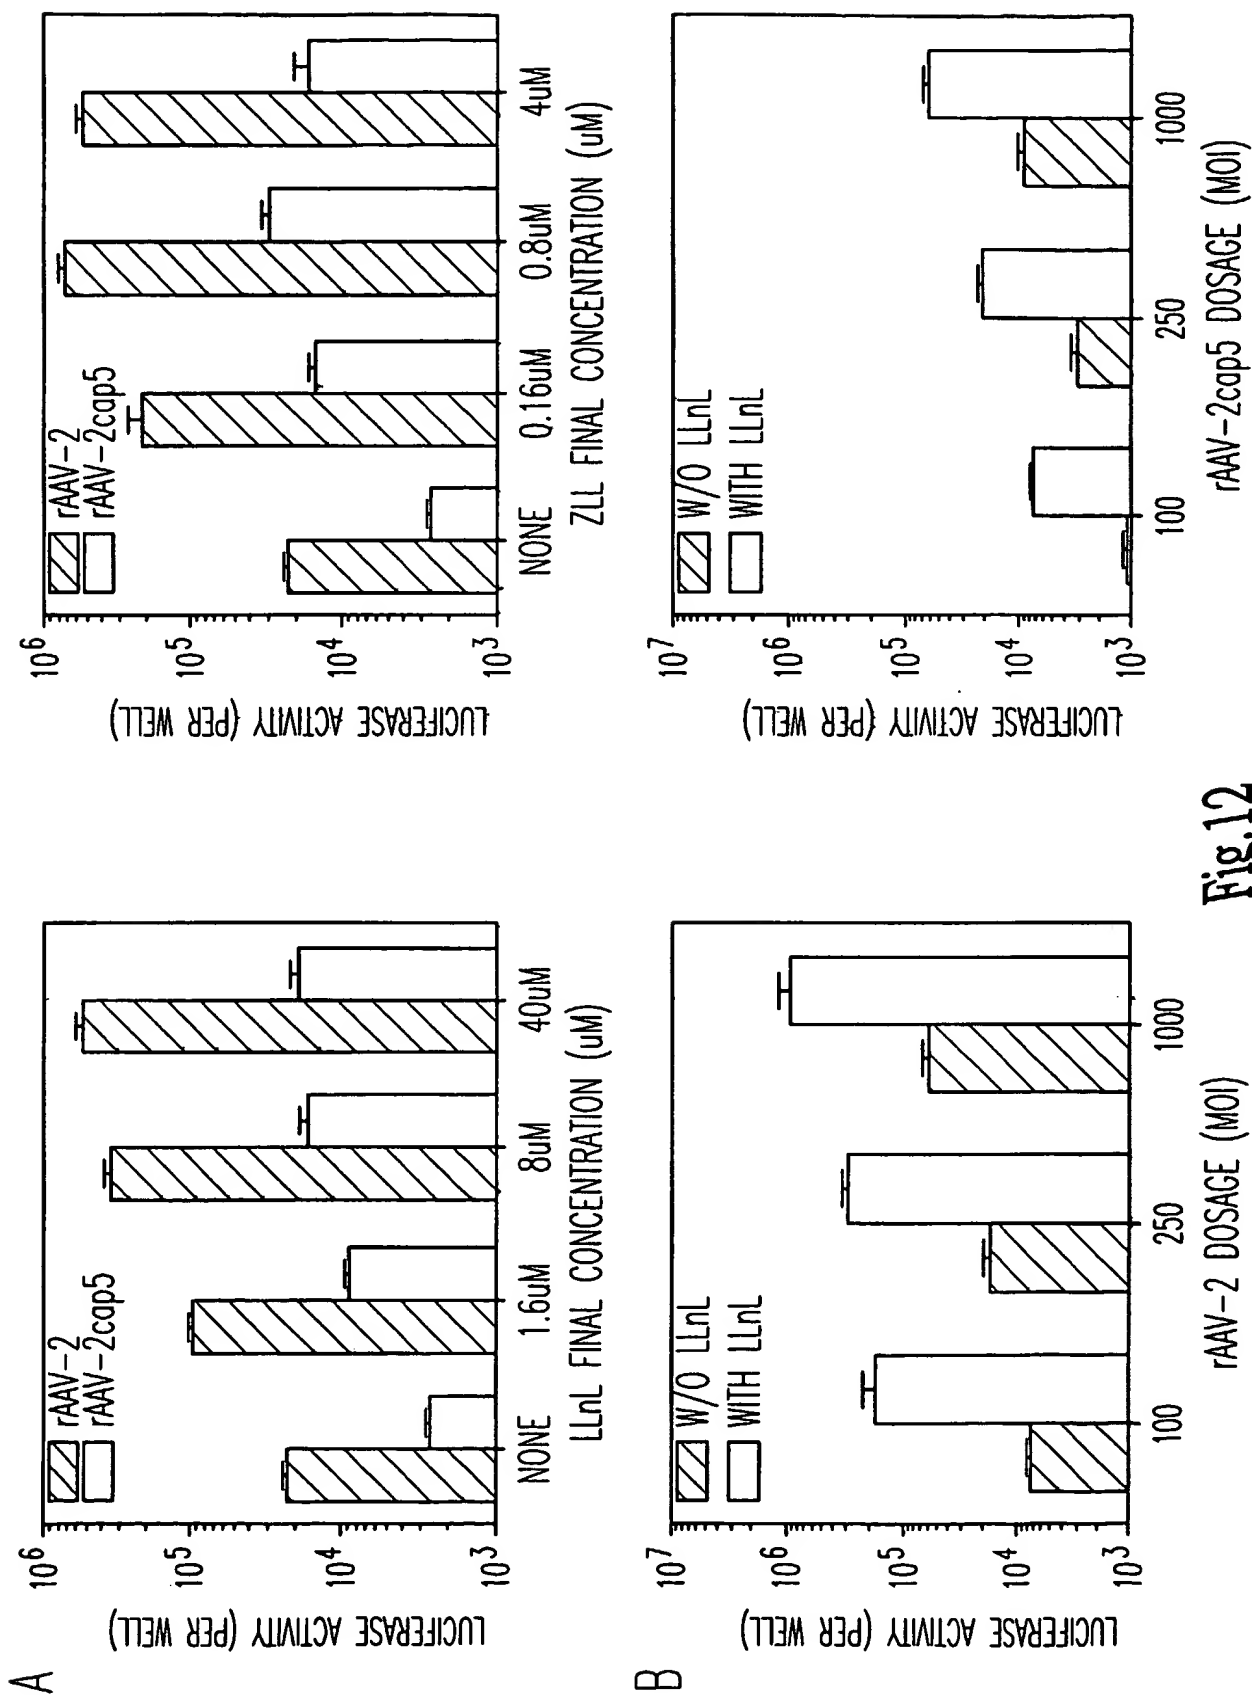 A
LUCIFERASE ACTIVITY (PER WELL)
10^6
10^5
10^4
10^3
rAAV-2
rAAV-2cap5
NONE 1.6uM 8uM 40uM
LLnL FINAL CONCENTRATION (uM)
LUCIFERASE ACTIVITY (PER WELL)
10^6
10^5
10^4
10^3
rAAV-2
rAAV-2cap5
NONE 0.16uM 0.8uM 4uM
ZLL FINAL CONCENTRATION (uM)
B
LUCIFERASE ACTIVITY (PER WELL)
10^7
10^6
10^5
10^4
10^3
W/O LLnL
WITH LLnL
100 250 1000
rAAV-2 DOSAGE (MOI)
LUCIFERASE ACTIVITY (PER WELL)
10^7
10^6
10^5
10^4
10^3
W/O LLnL
WITH LLnL
100 250 1000
rAAV-2cap5 DOSAGE (MOI)
Fig.12